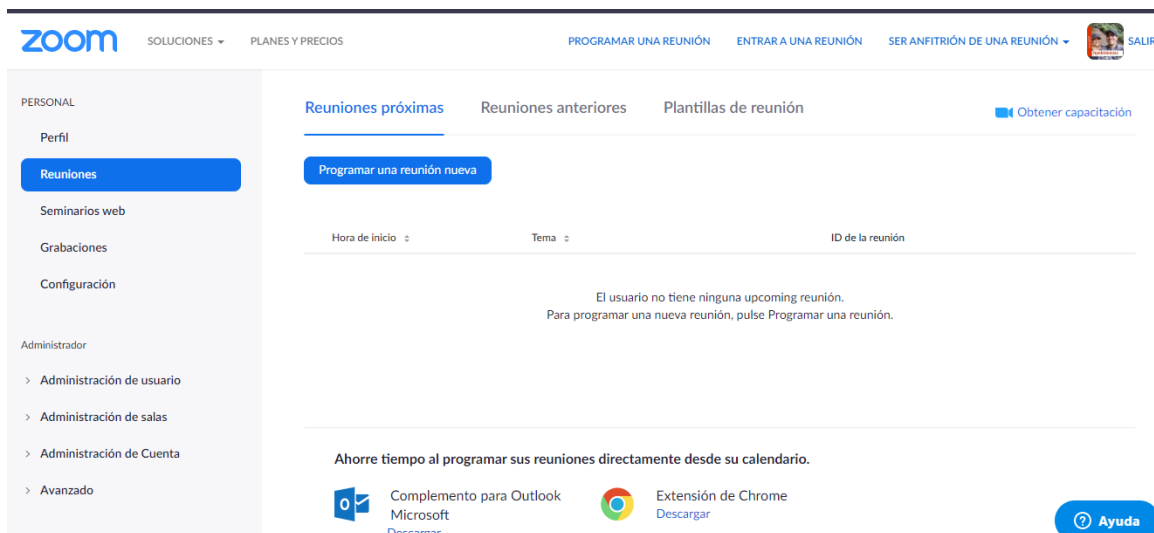 zoom SOLUCIONES PLANES Y PRECIOS PROGRAMAR UNA REUNIÓN ENTRAR A UNA REUNIÓN SER ANFITRIÓN DE UNA REUNIÓN SALIR
PERSONAL
Perfil
Reuniones
Seminarios web
Grabaciones
Configuración
Administrador
Administración de usuario
Administración de salas
Administración de Cuenta
Avanzado
Reuniones próximas Reuniones anteriores Plantillas de reunión Obtener capacitación
Programar una reunión nueva
Hora de inicio Tema ID de la reunión
El usuario no tiene ninguna upcoming reunión.
Para programar una nueva reunión, pulse Programar una reunión.
Ahorre tiempo al programar sus reuniones directamente desde su calendario.
Complemento para Outlook
Microsoft
Descargar
Extensión de Chrome
Descargar
Ayuda